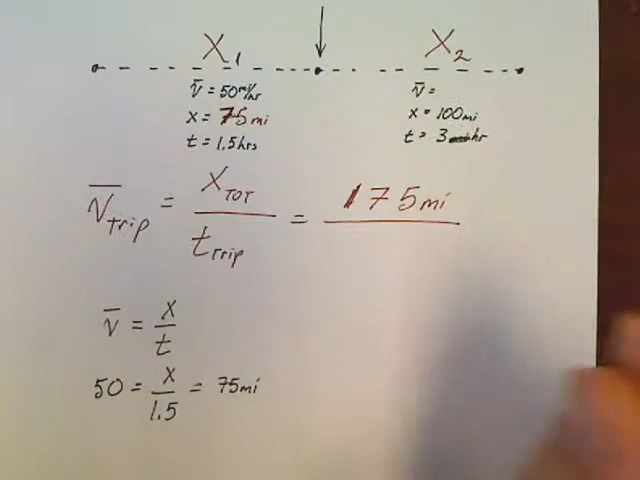 X₁ X₂
v̄ = 50 mi/hr
x = 75 mi
t = 1.5 hrs
v̄ =
x = 100 mi
t = 3 hr
v̄trip = xTOT / ttrip = 175 mi
v̄ = x / t
50 = x / 1.5 = 75 mi